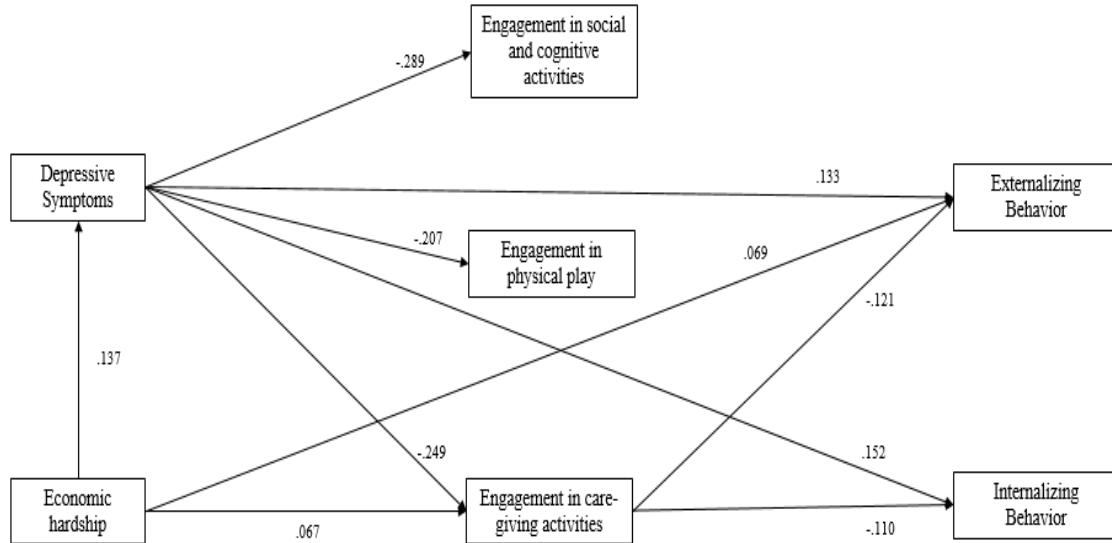 Engagement in social
and cognitive
activities
-.289
Depressive
Symptoms
.133
Externalizing
Behavior
-.207
Engagement in
physical play
.069
-.121
.137
-.249
.152
Economic
hardship
.067
Engagement in care-
giving activities
-.110
Internalizing
Behavior